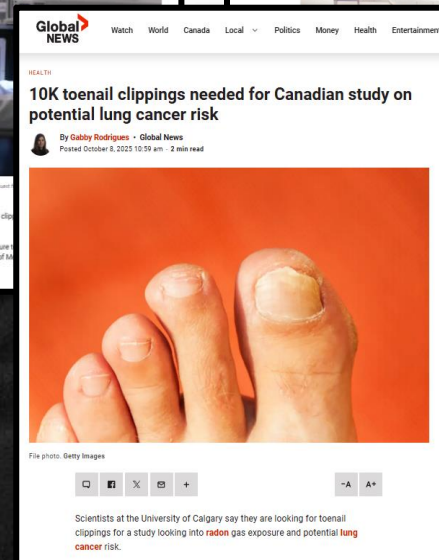 Global
NEWS
Watch World Canada Local Politics Money Health Entertainment
HEALTH
10K toenail clippings needed for Canadian study on
potential lung cancer risk
By Gabby Rodrigues • Global News
Posted October 8, 2025 10:59 am · 2 min read
File photo. Getty Images
-A A+
Scientists at the University of Calgary say they are looking for toenail
clippings for a study looking into radon gas exposure and potential lung
cancer risk.